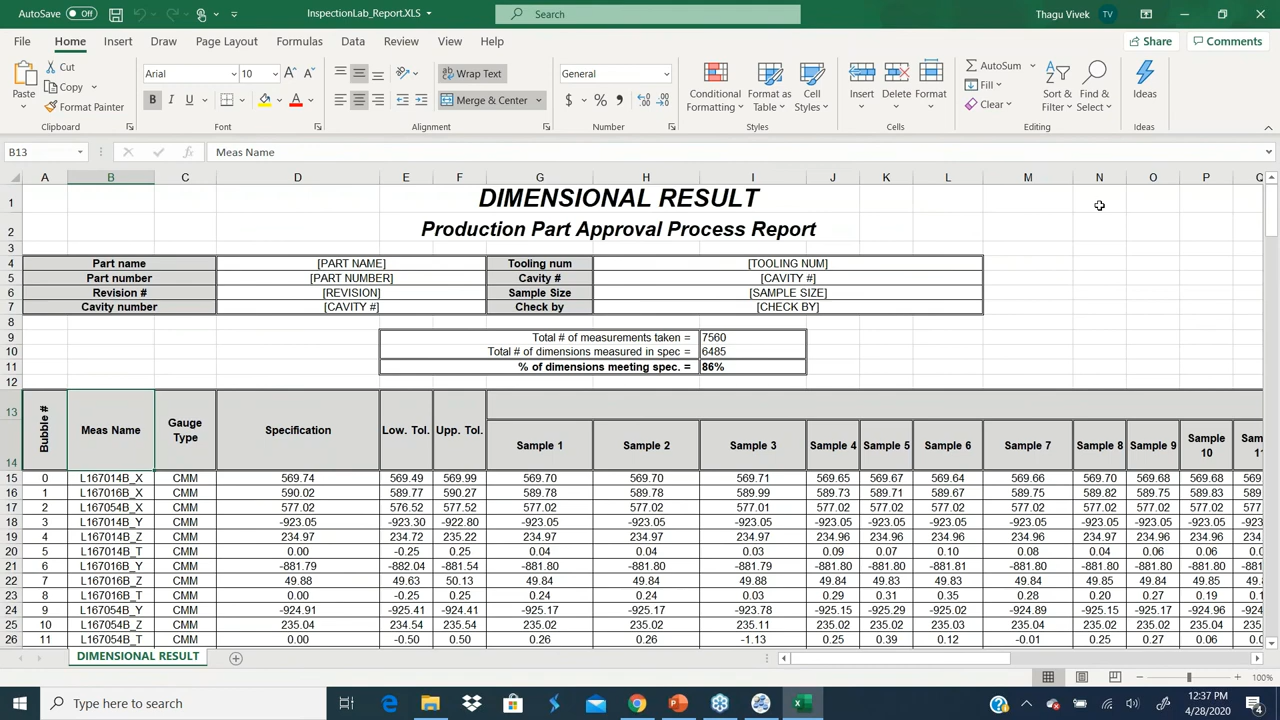 AutoSave Off InspectionLab_Report.XLS Search Thagu Vivek TV
File Home Insert Draw Page Layout Formulas Data Review View Help Share Comments
Paste Cut Copy Format Painter Arial 10 B I U A Wrap Text Merge & Center General $ % Conditional Formatting Format as Table Cell Styles Insert Delete Format AutoSum Fill Clear Sort & Filter Find & Select Ideas
Clipboard Font Alignment Number Styles Cells Editing Ideas
B13 fx Meas Name
A B C D E F G H I J K L M N O P Q
1 DIMENSIONAL RESULT
2 Production Part Approval Process Report
3
4 Part name [PART NAME] Tooling num [TOOLING NUM]
5 Part number [PART NUMBER] Cavity # [CAVITY #]
6 Revision # [REVISION] Sample Size [SAMPLE SIZE]
7 Cavity number [CAVITY #] Check by [CHECK BY]
8
9 Total # of measurements taken = 7560
10 Total # of dimensions measured in spec = 6485
11 % of dimensions meeting spec. = 86%
12
13
14 Bubble # Meas Name Gauge Type Specification Low. Tol. Upp. Tol. Sample 1 Sample 2 Sample 3 Sample 4 Sample 5 Sample 6 Sample 7 Sample 8 Sample 9 Sample 10
15 0 L167014B_X CMM 569.74 569.49 569.99 569.70 569.70 569.71 569.65 569.67 569.64 569.66 569.70 569.68 569.68
16 1 L167016B_X CMM 590.02 589.77 590.27 589.78 589.78 589.99 589.73 589.71 589.67 589.75 589.82 589.75 589.83
17 2 L167054B_X CMM 577.02 576.52 577.52 577.02 577.02 577.01 577.02 577.02 577.02 577.02 577.02 577.02 577.02
18 3 L167014B_Y CMM -923.05 -923.30 -922.80 -923.05 -923.05 -923.05 -923.05 -923.05 -923.05 -923.05 -923.05 -923.05 -923.05
19 4 L167014B_Z CMM 234.97 234.72 235.22 234.97 234.97 234.97 234.96 234.96 234.96 234.96 234.97 234.96 234.96
20 5 L167014B_T CMM 0.00 -0.25 0.25 0.04 0.04 0.03 0.09 0.07 0.10 0.08 0.04 0.06 0.06
21 6 L167016B_Y CMM -881.79 -882.04 -881.54 -881.80 -881.80 -881.79 -881.80 -881.80 -881.81 -881.80 -881.80 -881.80 -881.80
22 7 L167016B_Z CMM 49.88 49.63 50.13 49.84 49.84 49.88 49.84 49.83 49.83 49.84 49.85 49.84 49.85
23 8 L167016B_T CMM 0.00 -0.25 0.25 0.24 0.24 0.03 0.29 0.31 0.35 0.28 0.20 0.27 0.19
24 9 L167054B_Y CMM -924.91 -925.41 -924.41 -925.17 -925.17 -923.78 -925.15 -925.29 -925.02 -924.89 -925.15 -925.17 -924.96
25 10 L167054B_Z CMM 235.04 234.54 235.54 235.02 235.02 235.04 235.02 235.02 235.03 235.04 235.02 235.02 235.03
26 11 L167054B_T CMM 0.00 -0.50 0.50 0.26 0.26 -1.13 0.25 0.39 0.12 -0.01 0.25 0.27 0.06
DIMENSIONAL RESULT
100%
Type here to search 12:37 PM
4/28/2020